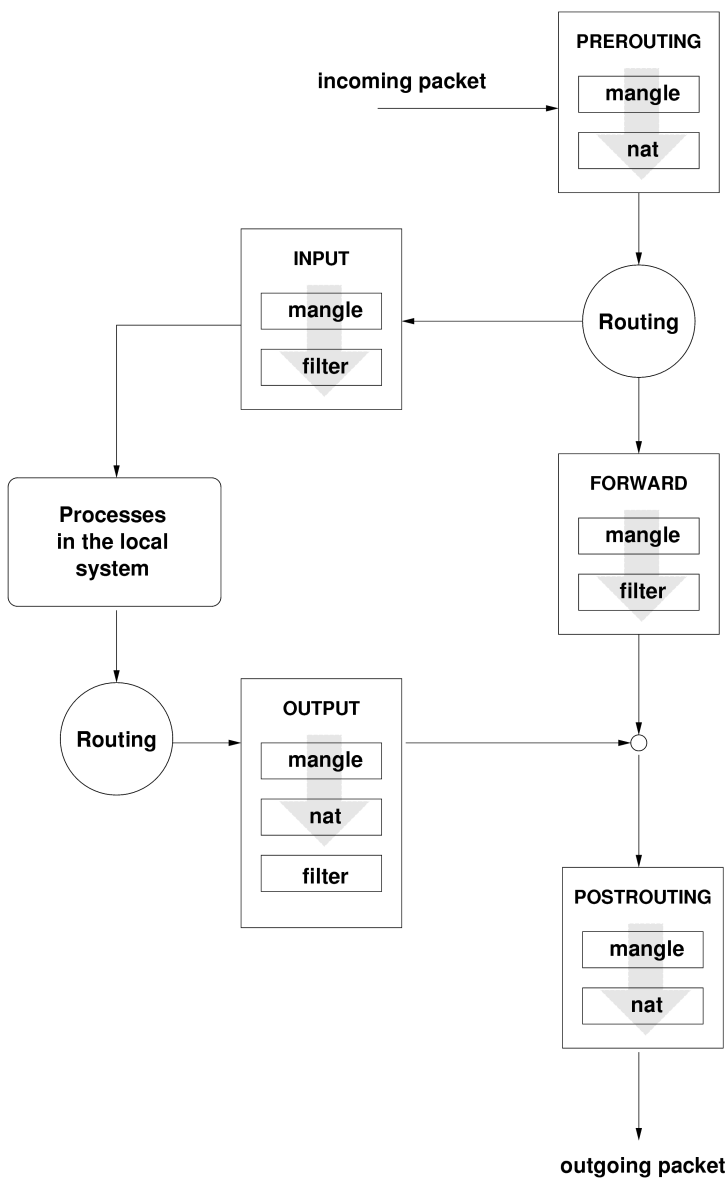 PREROUTING
incoming packet
mangle
nat
INPUT
mangle
filter
Routing
Processes
in the local
system
FORWARD
mangle
filter
Routing
OUTPUT
mangle
nat
filter
POSTROUTING
mangle
nat
outgoing packet